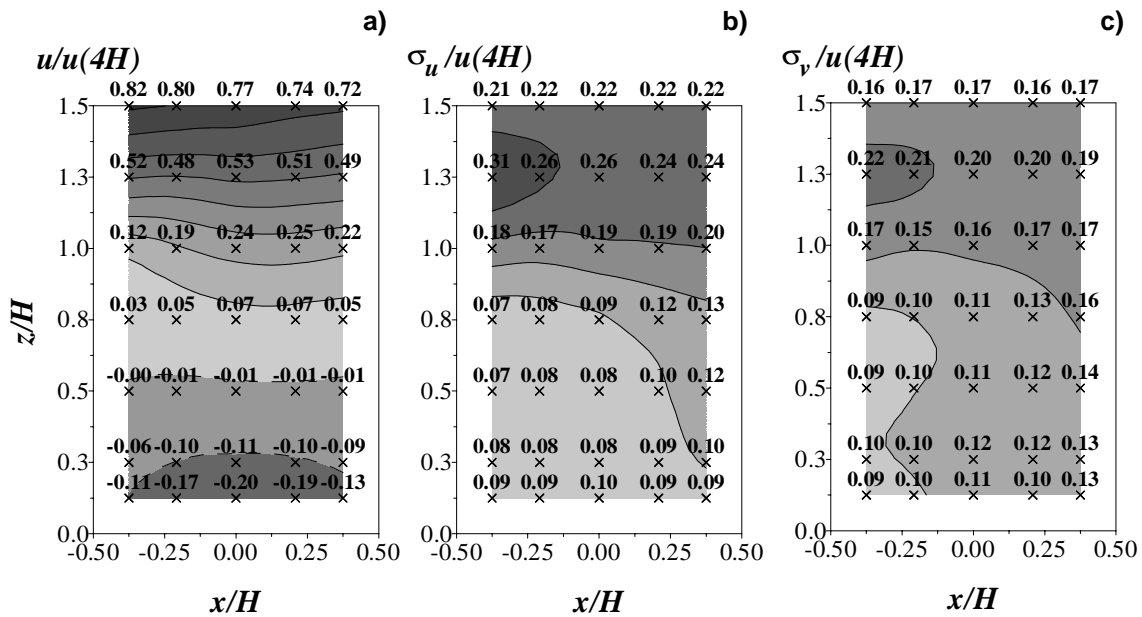 a) b) c)
u/u(4H) σu/u(4H) σv/u(4H)
0.82 0.80 0.77 0.74 0.72 0.21 0.22 0.22 0.22 0.22 0.16 0.17 0.17 0.16 0.17
1.5 1.5 1.5
0.52 0.48 0.53 0.51 0.49 0.31 0.26 0.26 0.24 0.24 0.22 0.21 0.20 0.20 0.19
1.3 1.3 1.3
0.12 0.19 0.24 0.25 0.22 0.18 0.17 0.19 0.19 0.20 0.17 0.15 0.16 0.17 0.17
1.0 1.0 1.0
0.03 0.05 0.07 0.07 0.05 0.07 0.08 0.09 0.12 0.13 0.09 0.10 0.11 0.13 0.16
z/H 0.8 0.8 0.8
-0.00 -0.01 -0.01 -0.01 -0.01 0.07 0.08 0.08 0.10 0.12 0.09 0.10 0.11 0.12 0.14
0.5 0.5 0.5
-0.06 -0.10 -0.11 -0.10 -0.09 0.08 0.08 0.08 0.09 0.10 0.10 0.10 0.12 0.12 0.13
0.3 0.3 0.3
-0.11 -0.17 -0.20 -0.19 -0.13 0.09 0.09 0.10 0.09 0.09 0.09 0.10 0.11 0.10 0.13
0.0 0.0 0.0
-0.50 -0.25 0.00 0.25 0.50 -0.50 -0.25 0.00 0.25 0.50 -0.50 -0.25 0.00 0.25 0.50
x/H x/H x/H